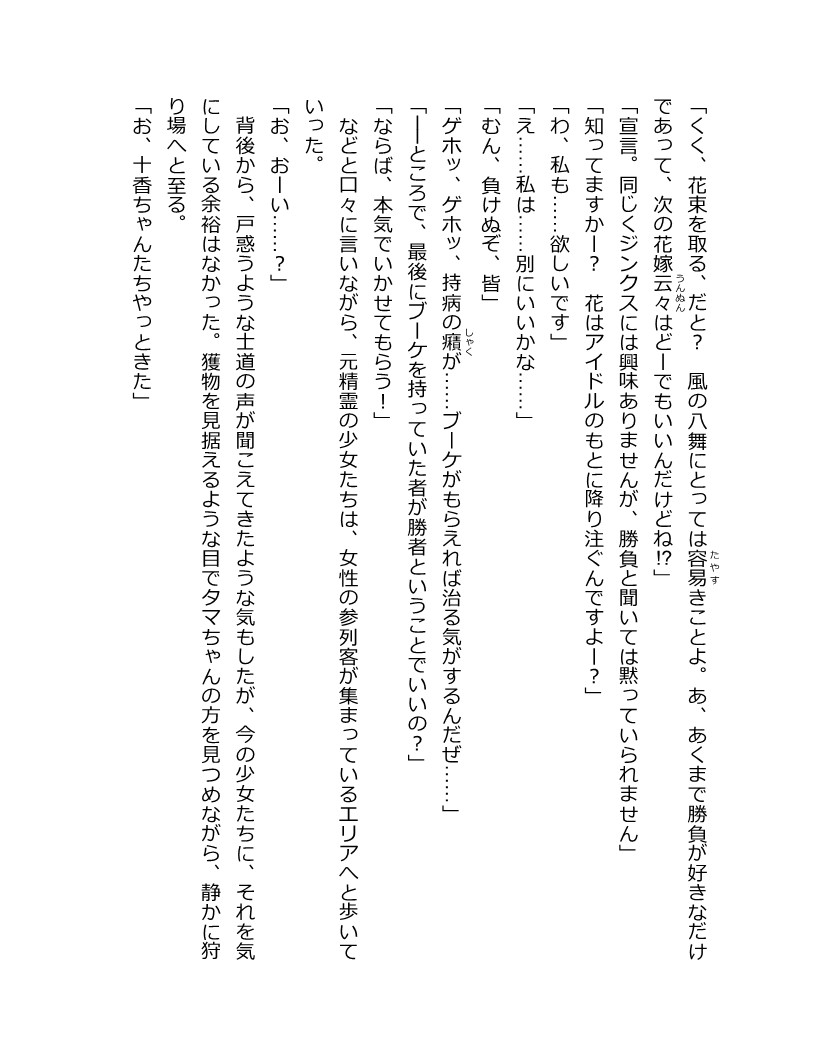 「くく、花束を取る、だと？　風の八舞にとっては容易きことよ。あ、あくまで勝負が好きなだけ
であって、次の花嫁云々はどーでもいいんだけどね!?」
「宣言。同じくジンクスには興味ありませんが、勝負と聞いては黙っていられません」
「知ってますかー？　花はアイドルのもとに降り注ぐんですよー？」
「わ、私も……欲しいです」
「え……私は……別にいいかな……」
「むん、負けぬぞ、皆」
「ゲホッ、ゲホッ、持病の癪が……ブーケがもらえれば治る気がするんだぜ……」
「――ところで、最後にブーケを持っていた者が勝者ということでいいの？」
「ならば、本気でいかせてもらう！」
　などと口々に言いながら、元精霊の少女たちは、女性の参列客が集まっているエリアへと歩いて
いった。
「お、おーい……？」
　背後から、戸惑うような士道の声が聞こえてきたような気もしたが、今の少女たちに、それを気
にしている余裕はなかった。獲物を見据えるような目でタマちゃんの方を見つめながら、静かに狩
り場へと至る。
「お、十香ちゃんたちやっときた」